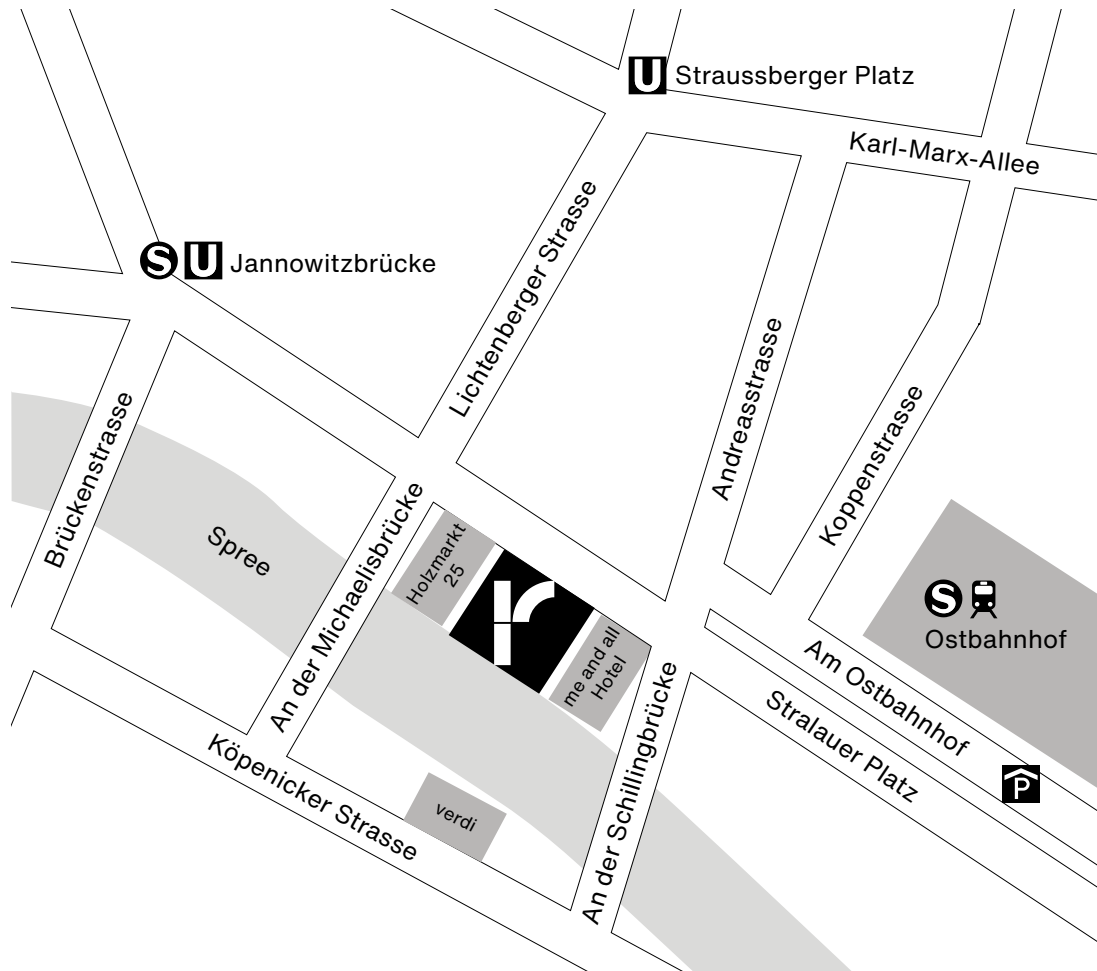 U Straussberger Platz
Karl-Marx-Allee
S U Jannowitzbrücke
Lichtenberger Strasse
Andreasstrasse
Koppenstrasse
Brückenstrasse
Spree
An der Michaelisbrücke
Holzmarkt
25
r
me and all
Hotel
S
Ostbahnhof
Am Ostbahnhof
Stralauer Platz
P
An der Schillingbrücke
Köpenicker Strasse
verdi